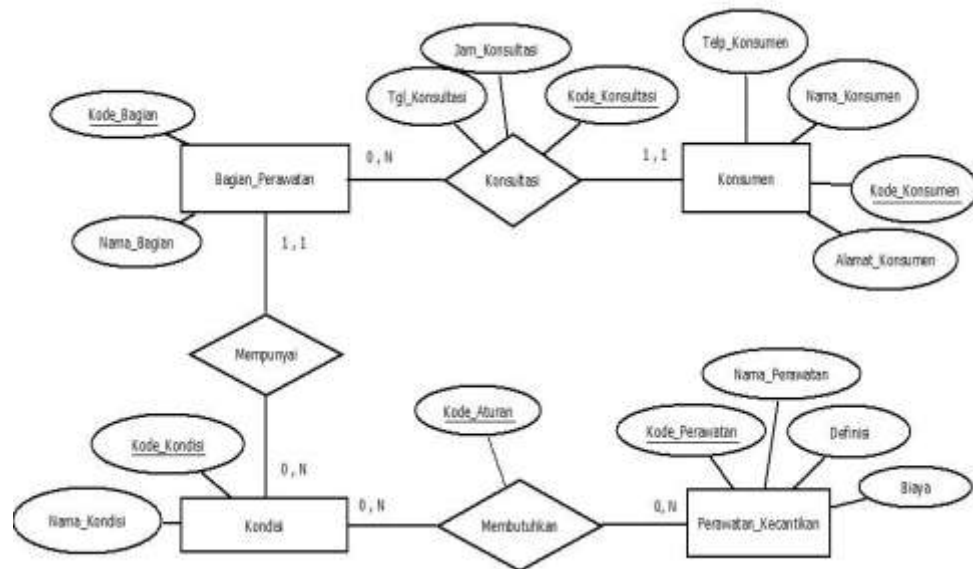 Jam_Konsultasi
Telp_Konsumen
Tgl_Konsultasi
Kode_Konsultasi
Nama_Konsumen
Kode_Bagian
0,N
1,1
Bagian_Perawatan
Konsultasi
Konsumen
Kode_Konsumen
Nama_Bagian
1,1
Alamat_Konsumen
Mempunyai
Nama_Perawatan
Kode_Aturan
Kode_Kondisi
Kode_Perawatan
Definisi
0,N
Biaya
0,N
0,N
Nama_Kondisi
Kondisi
Membutuhkan
Perawatan_Kecantikan